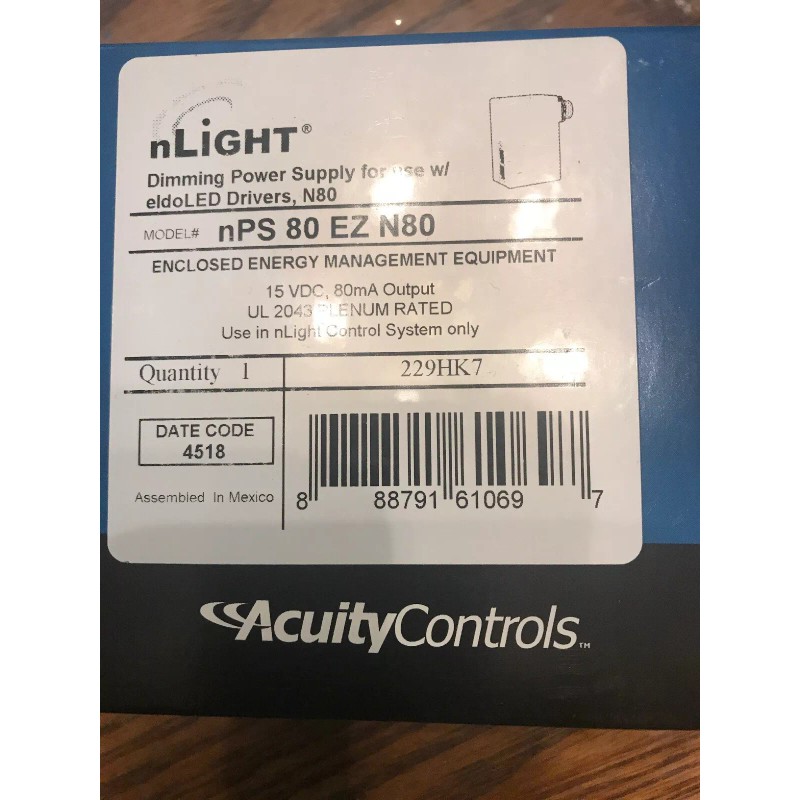 nLiGHT®
Dimming Power Supply for use w/
eldoLED Drivers, N80
MODEL# nPS 80 EZ N80
ENCLOSED ENERGY MANAGEMENT EQUIPMENT
15 VDC, 80mA Output
UL 2043 PLENUM RATED
Use in nLight Control System only
Quantity 1
229HK7
DATE CODE
4518
Assembled In Mexico
8 88791 61069 7
AcuityControls™